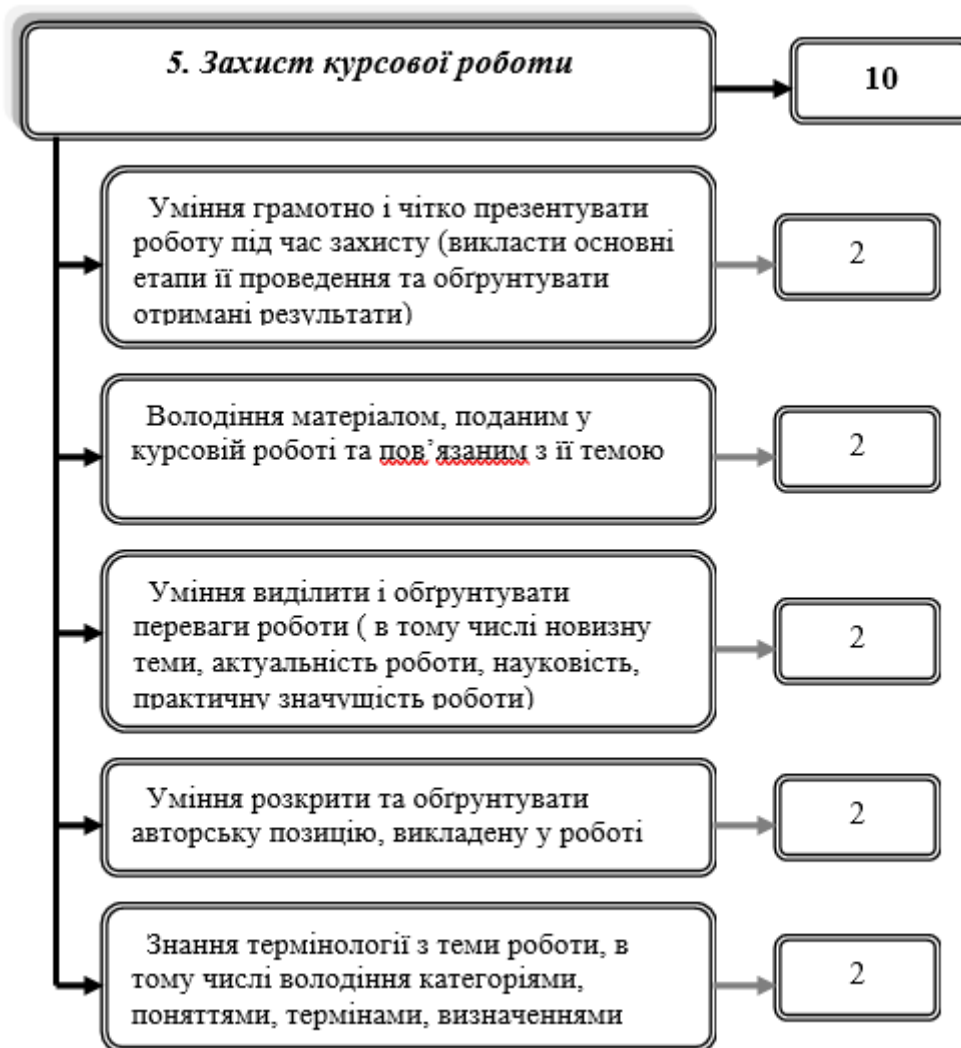 5. Захист курсової роботи
10
Уміння грамотно і чітко презентувати
роботу під час захисту (викласти основні
етапи її проведення та обґрунтувати
отримані результати)
2
Володіння матеріалом, поданим у
курсовій роботі та пов’язаним з її темою
2
Уміння виділити і обґрунтувати
переваги роботи ( в тому числі новизну
теми, актуальність роботи, науковість,
практичну значущість роботи)
2
Уміння розкрити та обґрунтувати
авторську позицію, викладену у роботі
2
Знання термінології з теми роботи, в
тому числі володіння категоріями,
поняттями, термінами, визначеннями
2